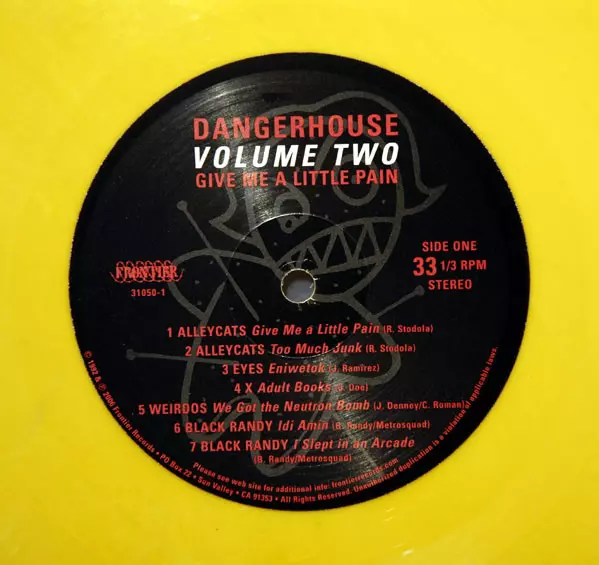 DANGERHOUSE
VOLUME TWO
GIVE ME A LITTLE PAIN
FRONTIER
31050-1
SIDE ONE
33 1/3 RPM
STEREO
1 ALLEYCATS Give Me a Little Pain (R. Stodola)
2 ALLEYCATS Too Much Junk (R. Stodola)
3 EYES Eniwetok (J. Ramirez)
4 X Adult Books (J. Doe)
5 WEIRDOS We Got the Neutron Bomb (J. Denney/C. Roman)
6 BLACK RANDY Idi Amin (B. Randy/Metrosquad)
7 BLACK RANDY I Slept in an Arcade
(B. Randy/Metrosquad)
Please see web site for additional info: frontierrecords.com
© 1992 & ℗ 2006 Frontier Records • PO Box 22 • Sun Valley • CA 91353 • All Rights Reserved. Unauthorized duplication is a violation of applicable laws.